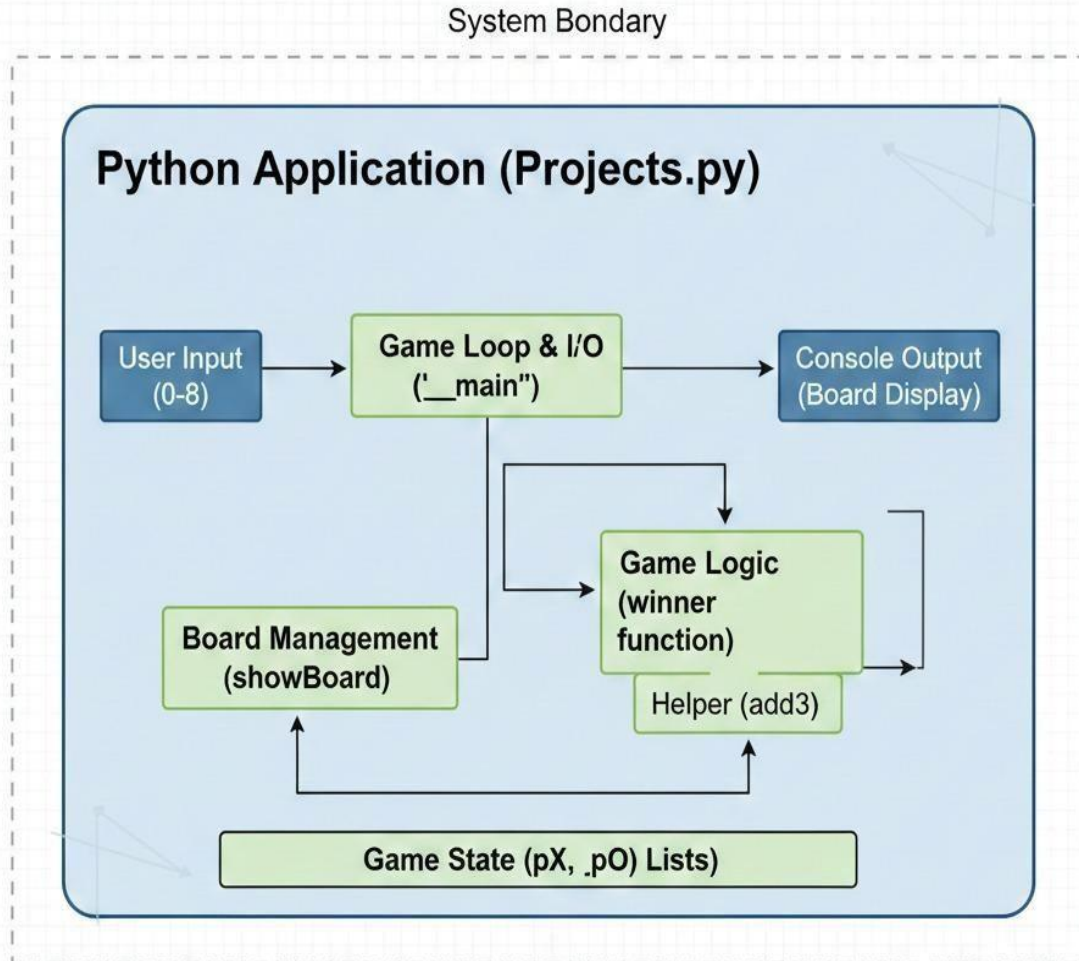 System Bondary
Python Application (Projects.py)
User Input
(0-8)
Game Loop & I/O
('__main")
Console Output
(Board Display)
Game Logic
(winner
function)
Board Management
(showBoard)
Helper (add3)
Game State (pX, .pO) Lists)